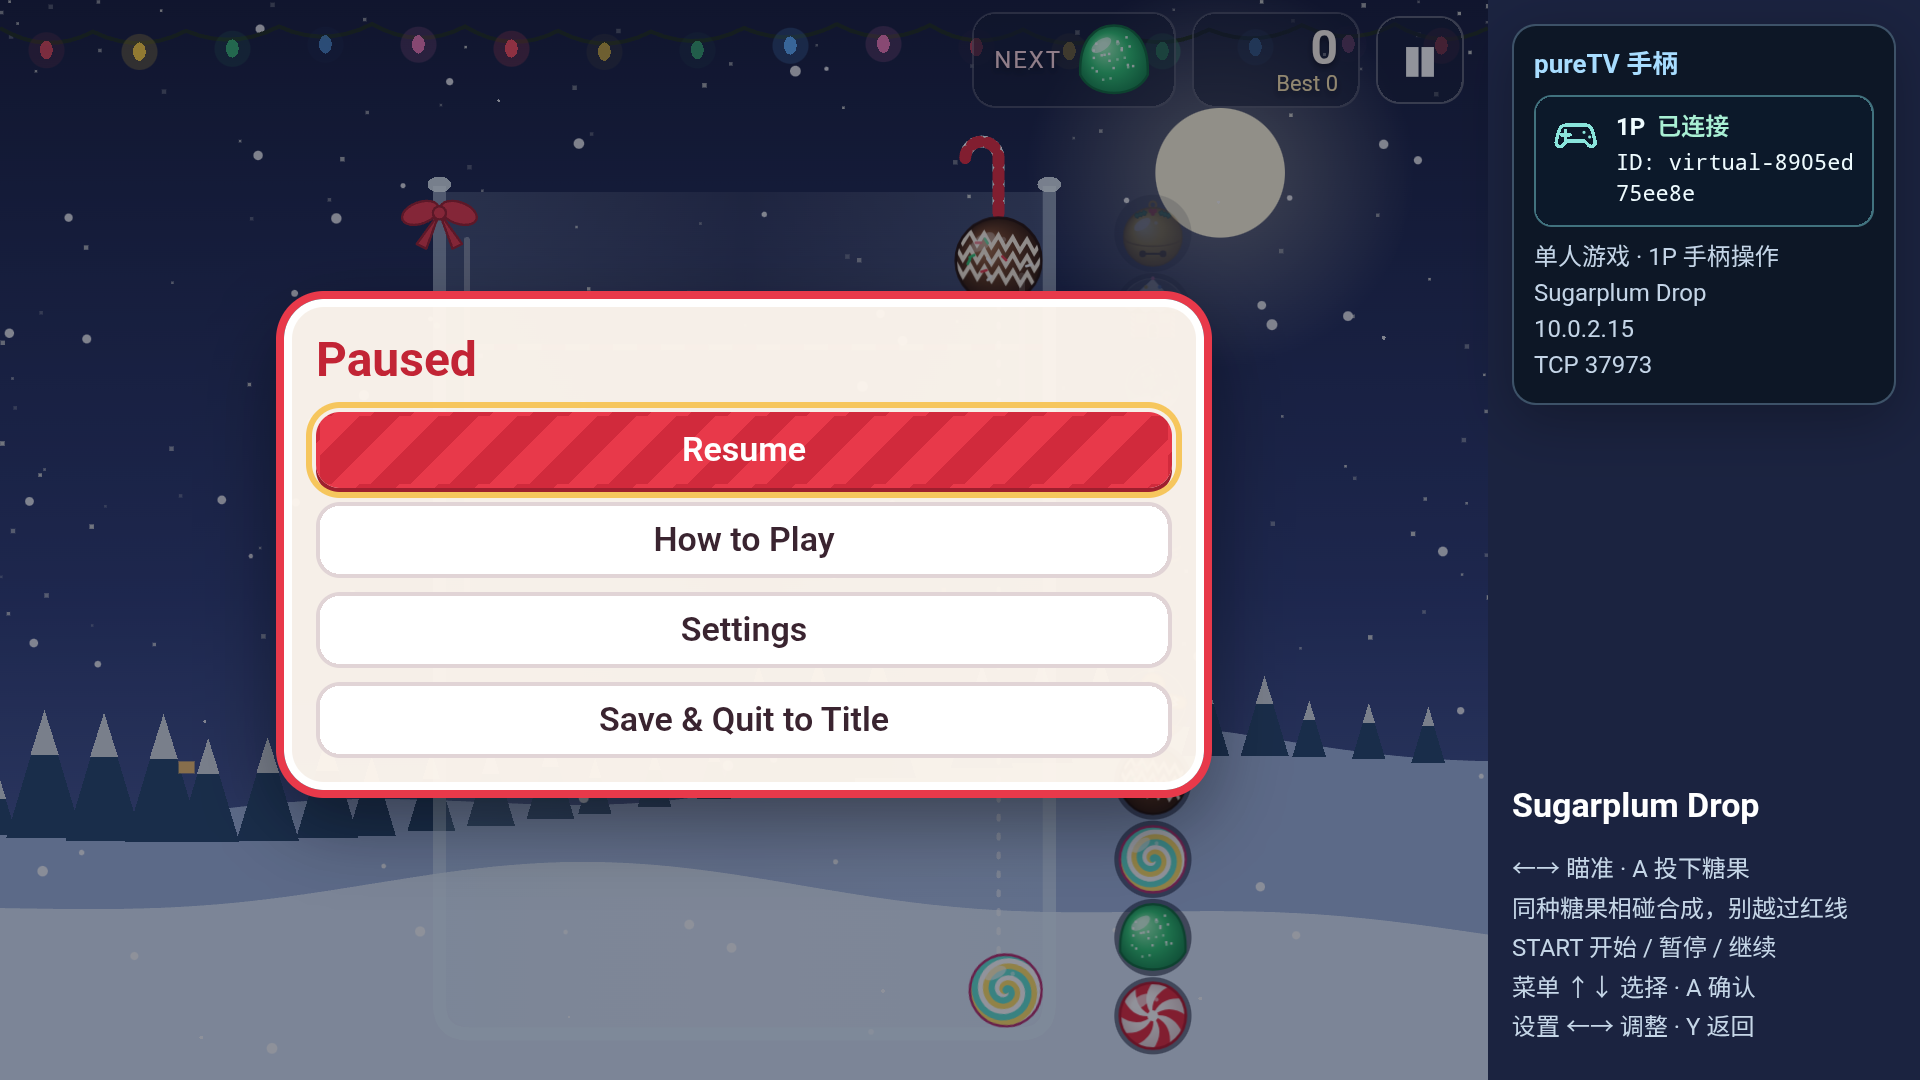 NEXT
0
Best 0
Paused
Resume
How to Play
Settings
Save & Quit to Title
pureTV 手柄
1P 已连接
ID: virtual-8905ed
75ee8e
单人游戏 · 1P 手柄操作
Sugarplum Drop
10.0.2.15
TCP 37973
Sugarplum Drop
←→ 瞄准 · A 投下糖果
同种糖果相碰合成，别越过红线
START 开始 / 暂停 / 继续
菜单 ↑↓ 选择 · A 确认
设置 ←→ 调整 · Y 返回